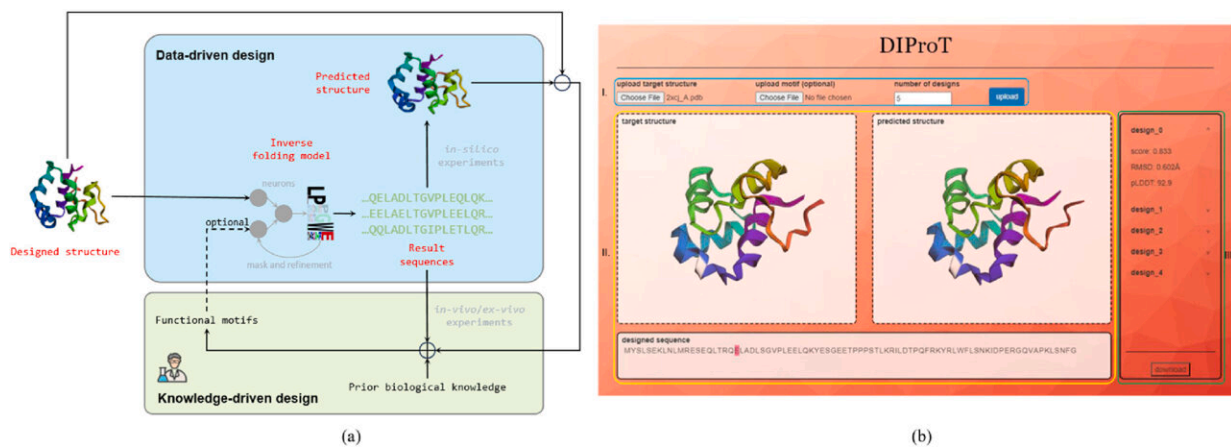 Data-driven design
Predicted
structure
Inverse
folding model
in-silico
experiments
neurons
optional
mask and refinement
…QELADLTGVPLEQLQK…
…EELAELTGVPLEELQR…
…QQLADLTGIPLETLQR…
Result
sequences
Designed structure
in-vivo/ex-vivo
experiments
Functional motifs
Prior biological knowledge
Knowledge-driven design
(a)
DIProT
I.
upload target structure
upload motif (optional)
number of designs
Choose File 2xcj_A.pdb
Choose File No file chosen
5
upload
II.
target structure
predicted structure
designed sequence
III
design_0
score: 0.833
RMSD: 0.602Å
pLDDT: 92.9
design_1
design_2
design_3
design_4
download
(b)